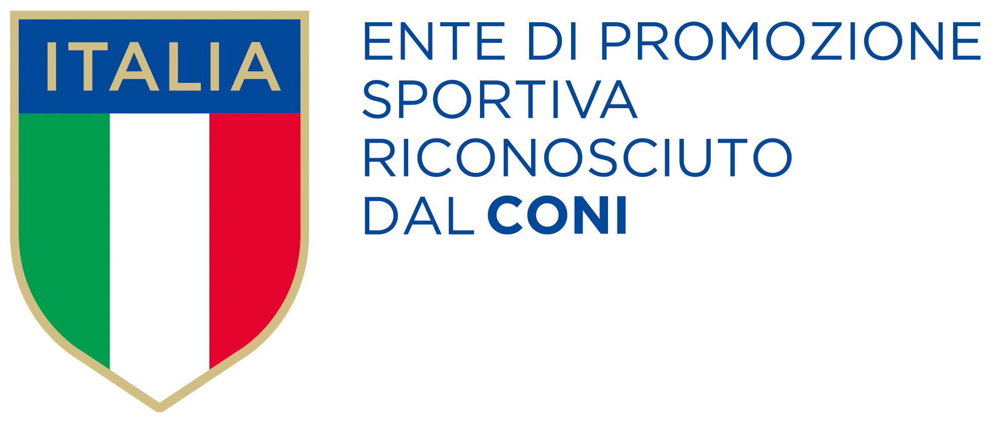 ITALIA
ENTE DI PROMOZIONE
SPORTIVA
RICONOSCIUTO
DAL CONI